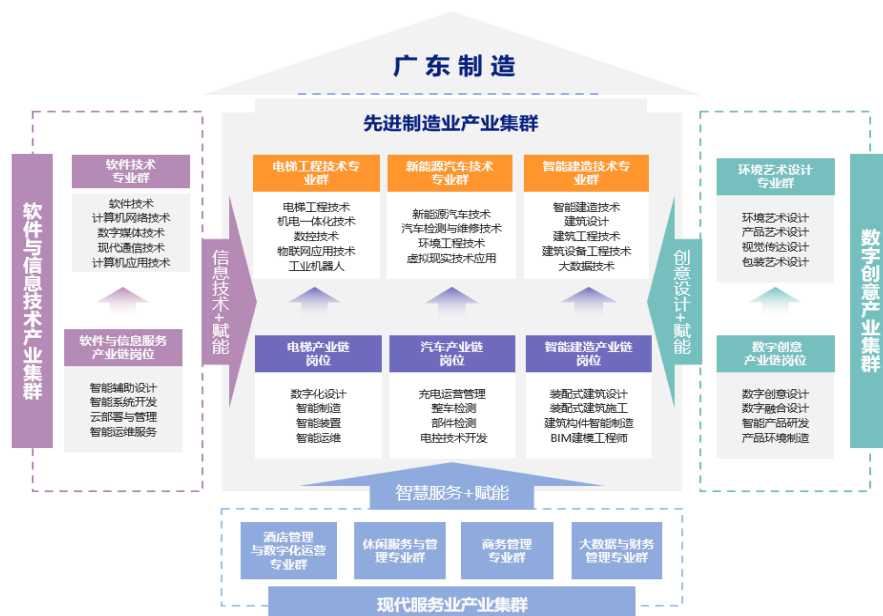 广东制造
先进制造业产业集群
软件与信息技术产业集群
软件技术
专业群
软件技术
计算机网络技术
数字媒体技术
现代通信技术
计算机应用技术
软件与信息服务
产业链岗位
智能辅助设计
智能系统开发
云部署与管理
智能运维服务
信息技术+赋能
电梯工程技术专
业群
电梯工程技术
机电一体化技术
数控技术
物联网应用技术
工业机器人
电梯产业链
岗位
数字化设计
智能制造
智能装置
智能运维
新能源汽车技术
专业群
新能源汽车技术
汽车检测与维修技术
环境工程技术
虚拟现实技术应用
汽车产业链
岗位
充电运营管理
整车检测
部件检测
电控技术开发
智能建造技术专
业群
智能建造技术
建筑设计
建筑工程技术
建筑设备工程技术
大数据技术
智能建造产业链
岗位
装配式建筑设计
装配式建筑施工
建筑构件智能制造
BIM建模工程师
创意设计+赋能
环境艺术设计
专业群
环境艺术设计
产品艺术设计
视觉传达设计
包装艺术设计
数字创意
产业链岗位
数字创意设计
数字融合设计
智能产品研发
产品环境制造
数字创意产业集群
智慧服务+赋能
酒店管理
与数字化运营
专业群
休闲服务与管
理专业群
商务管理
专业群
大数据与财务
管理专业群
现代服务业产业集群